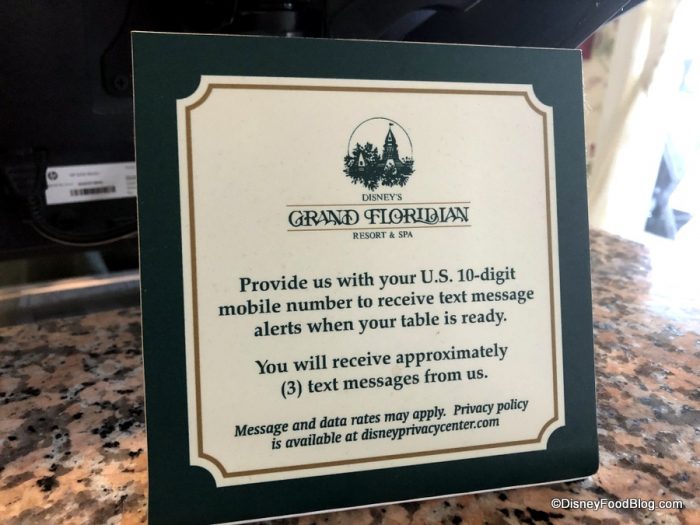 hp
DISNEY'S
GRAND FLORIDIAN
RESORT & SPA
Provide us with your U.S. 10-digit
mobile number to receive text message
alerts when your table is ready.
You will receive approximately
(3) text messages from us.
Message and data rates may apply.  Privacy policy
is available at disneyprivacycenter.com
©DisneyFoodBlog.com